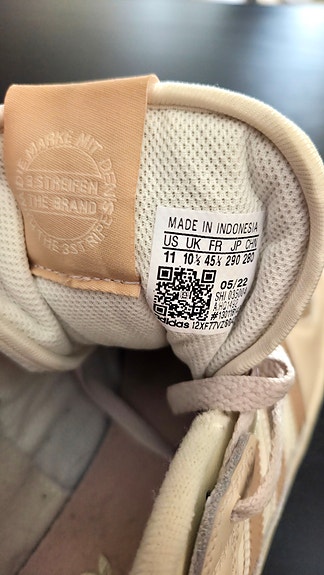 DIE MARKE MIT DEN
3 STREIFEN
THE BRAND
THE 3 STRIPES
MADE IN INDONESIA
US UK FR JP CHN
11 10½ 45⅓ 290 280
05/22
adidas